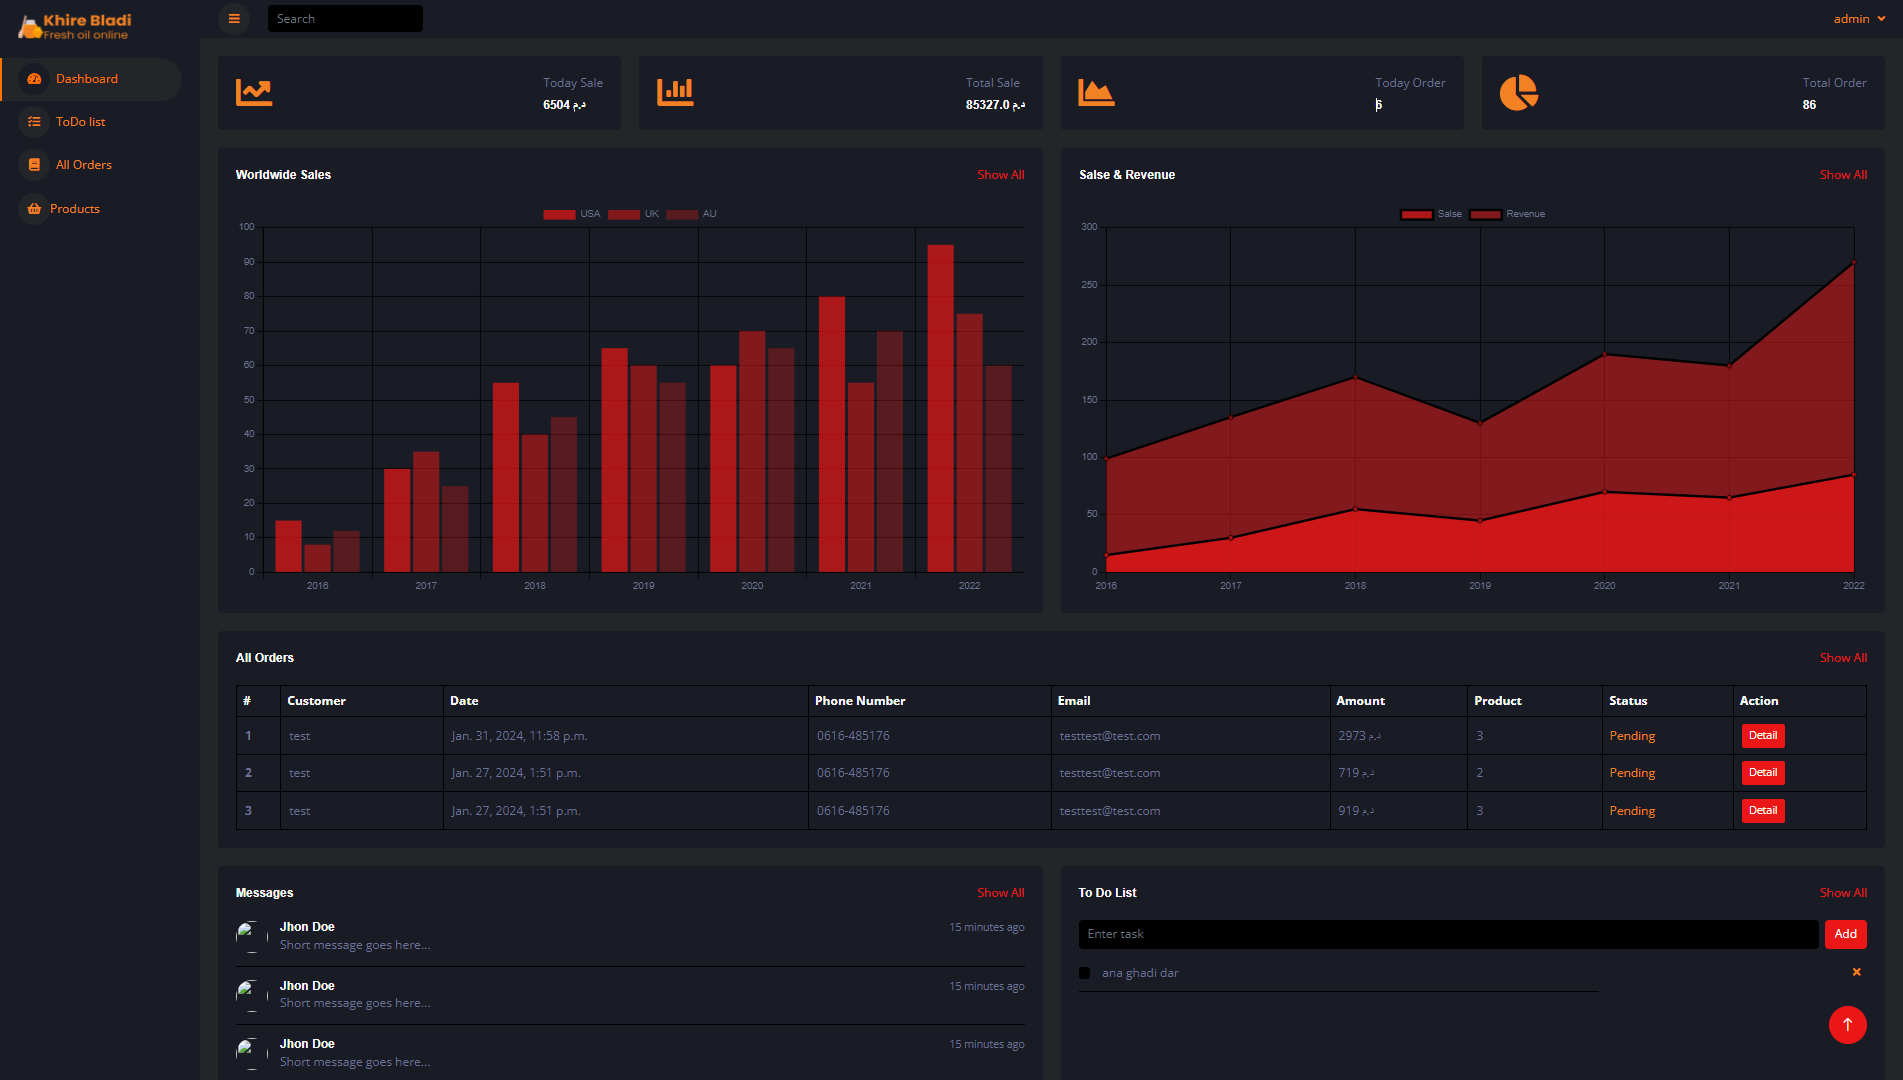 Khire Bladi
Fresh oil online
Search
admin
Dashboard
ToDo list
All Orders
Products
Today Sale
6504 د.م
Total Sale
85327.0 د.م
Today Order
6
Total Order
86
Worldwide Sales
Show All
USA UK AU
100
90
80
70
60
50
40
30
20
10
0
2016 2017 2018 2019 2020 2021 2022
Salse & Revenue
Show All
Salse Revenue
300
250
200
150
100
50
0
2016 2017 2018 2019 2020 2021 2022
All Orders
Show All
# Customer Date Phone Number Email Amount Product Status Action
1 test Jan. 31, 2024, 11:58 p.m. 0616-485176 testtest@test.com 2973 د.م 3 Pending Detail
2 test Jan. 27, 2024, 1:51 p.m. 0616-485176 testtest@test.com 719 د.م 2 Pending Detail
3 test Jan. 27, 2024, 1:51 p.m. 0616-485176 testtest@test.com 919 د.م 3 Pending Detail
Messages
Show All
Jhon Doe 15 minutes ago
Short message goes here...
Jhon Doe 15 minutes ago
Short message goes here...
Jhon Doe 15 minutes ago
Short message goes here...
To Do List
Show All
Enter task Add
ana ghadi dar